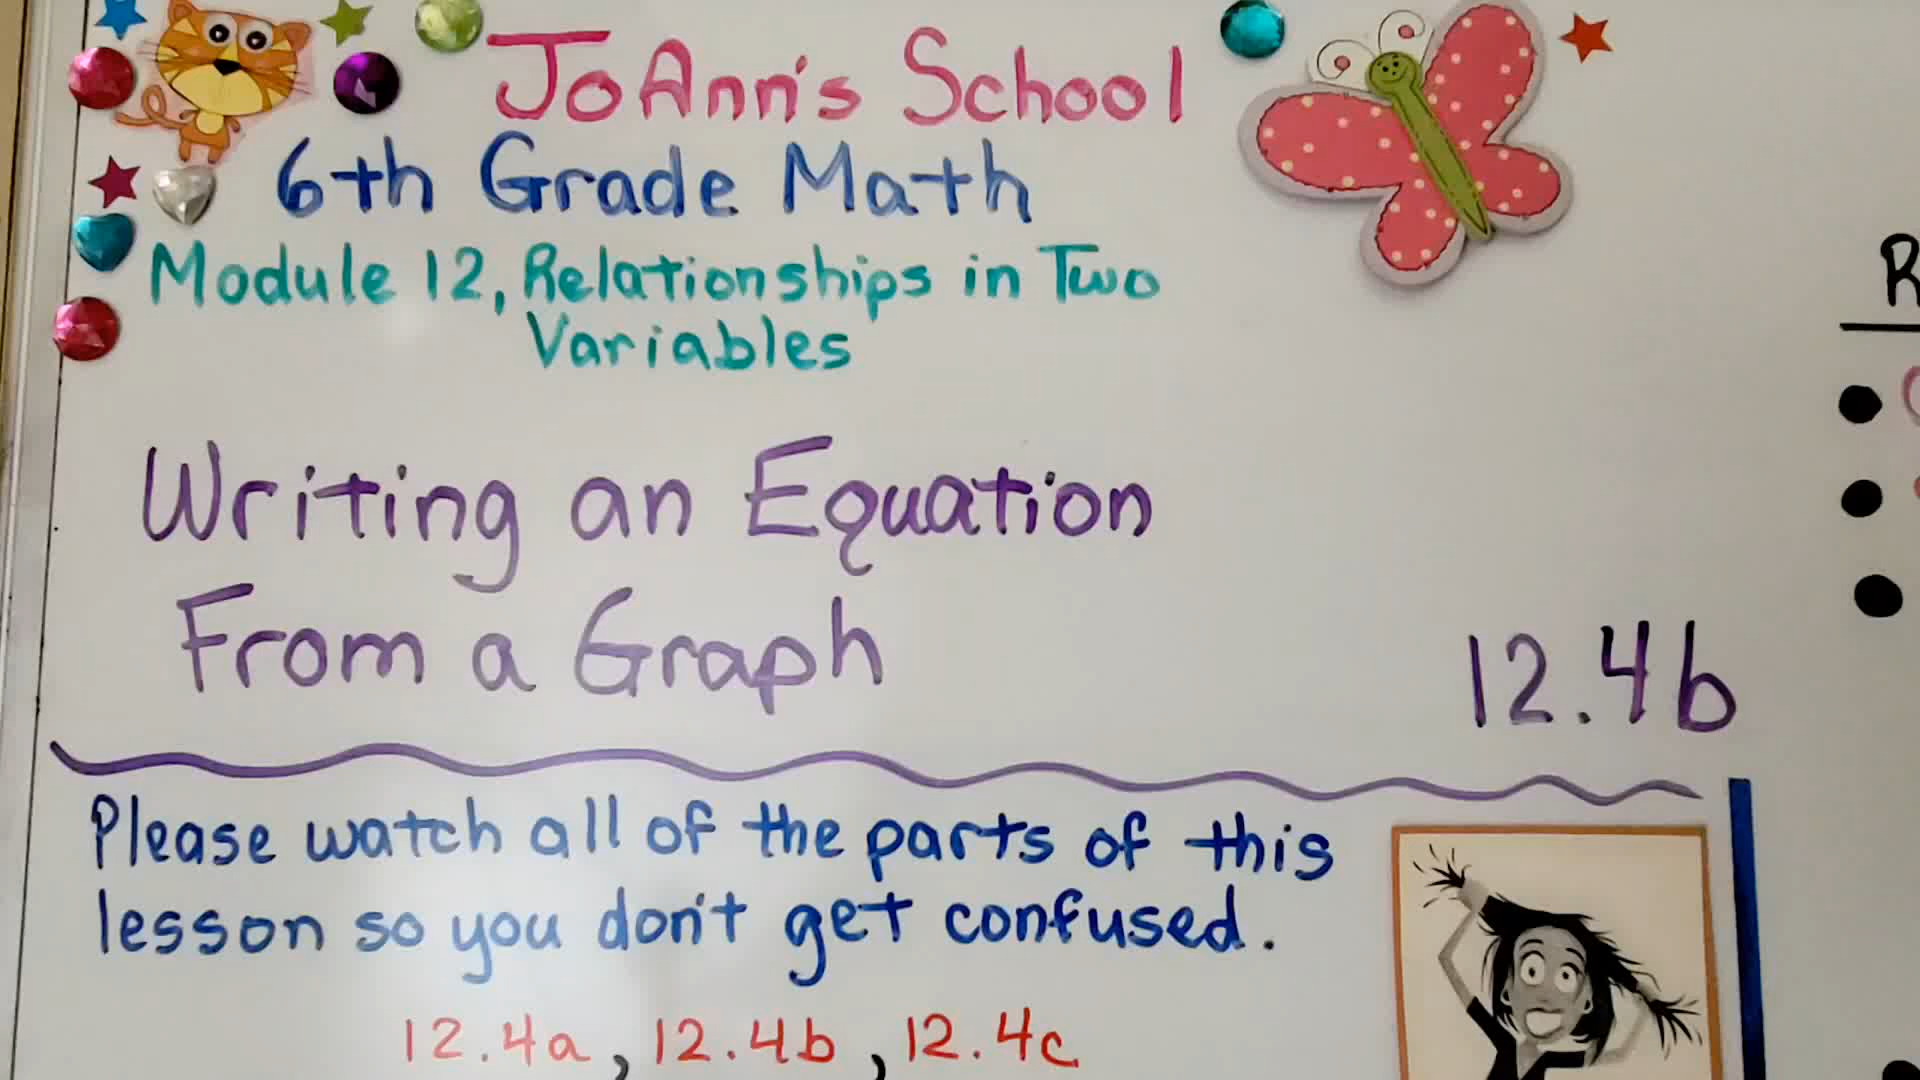 JoAnn's School
6th Grade Math
Module 12, Relationships in Two
Variables
Writing an Equation
From a Graph
12.4b
Please watch all of the parts of this
lesson so you don't get confused.
12.4a, 12.4b, 12.4c
R